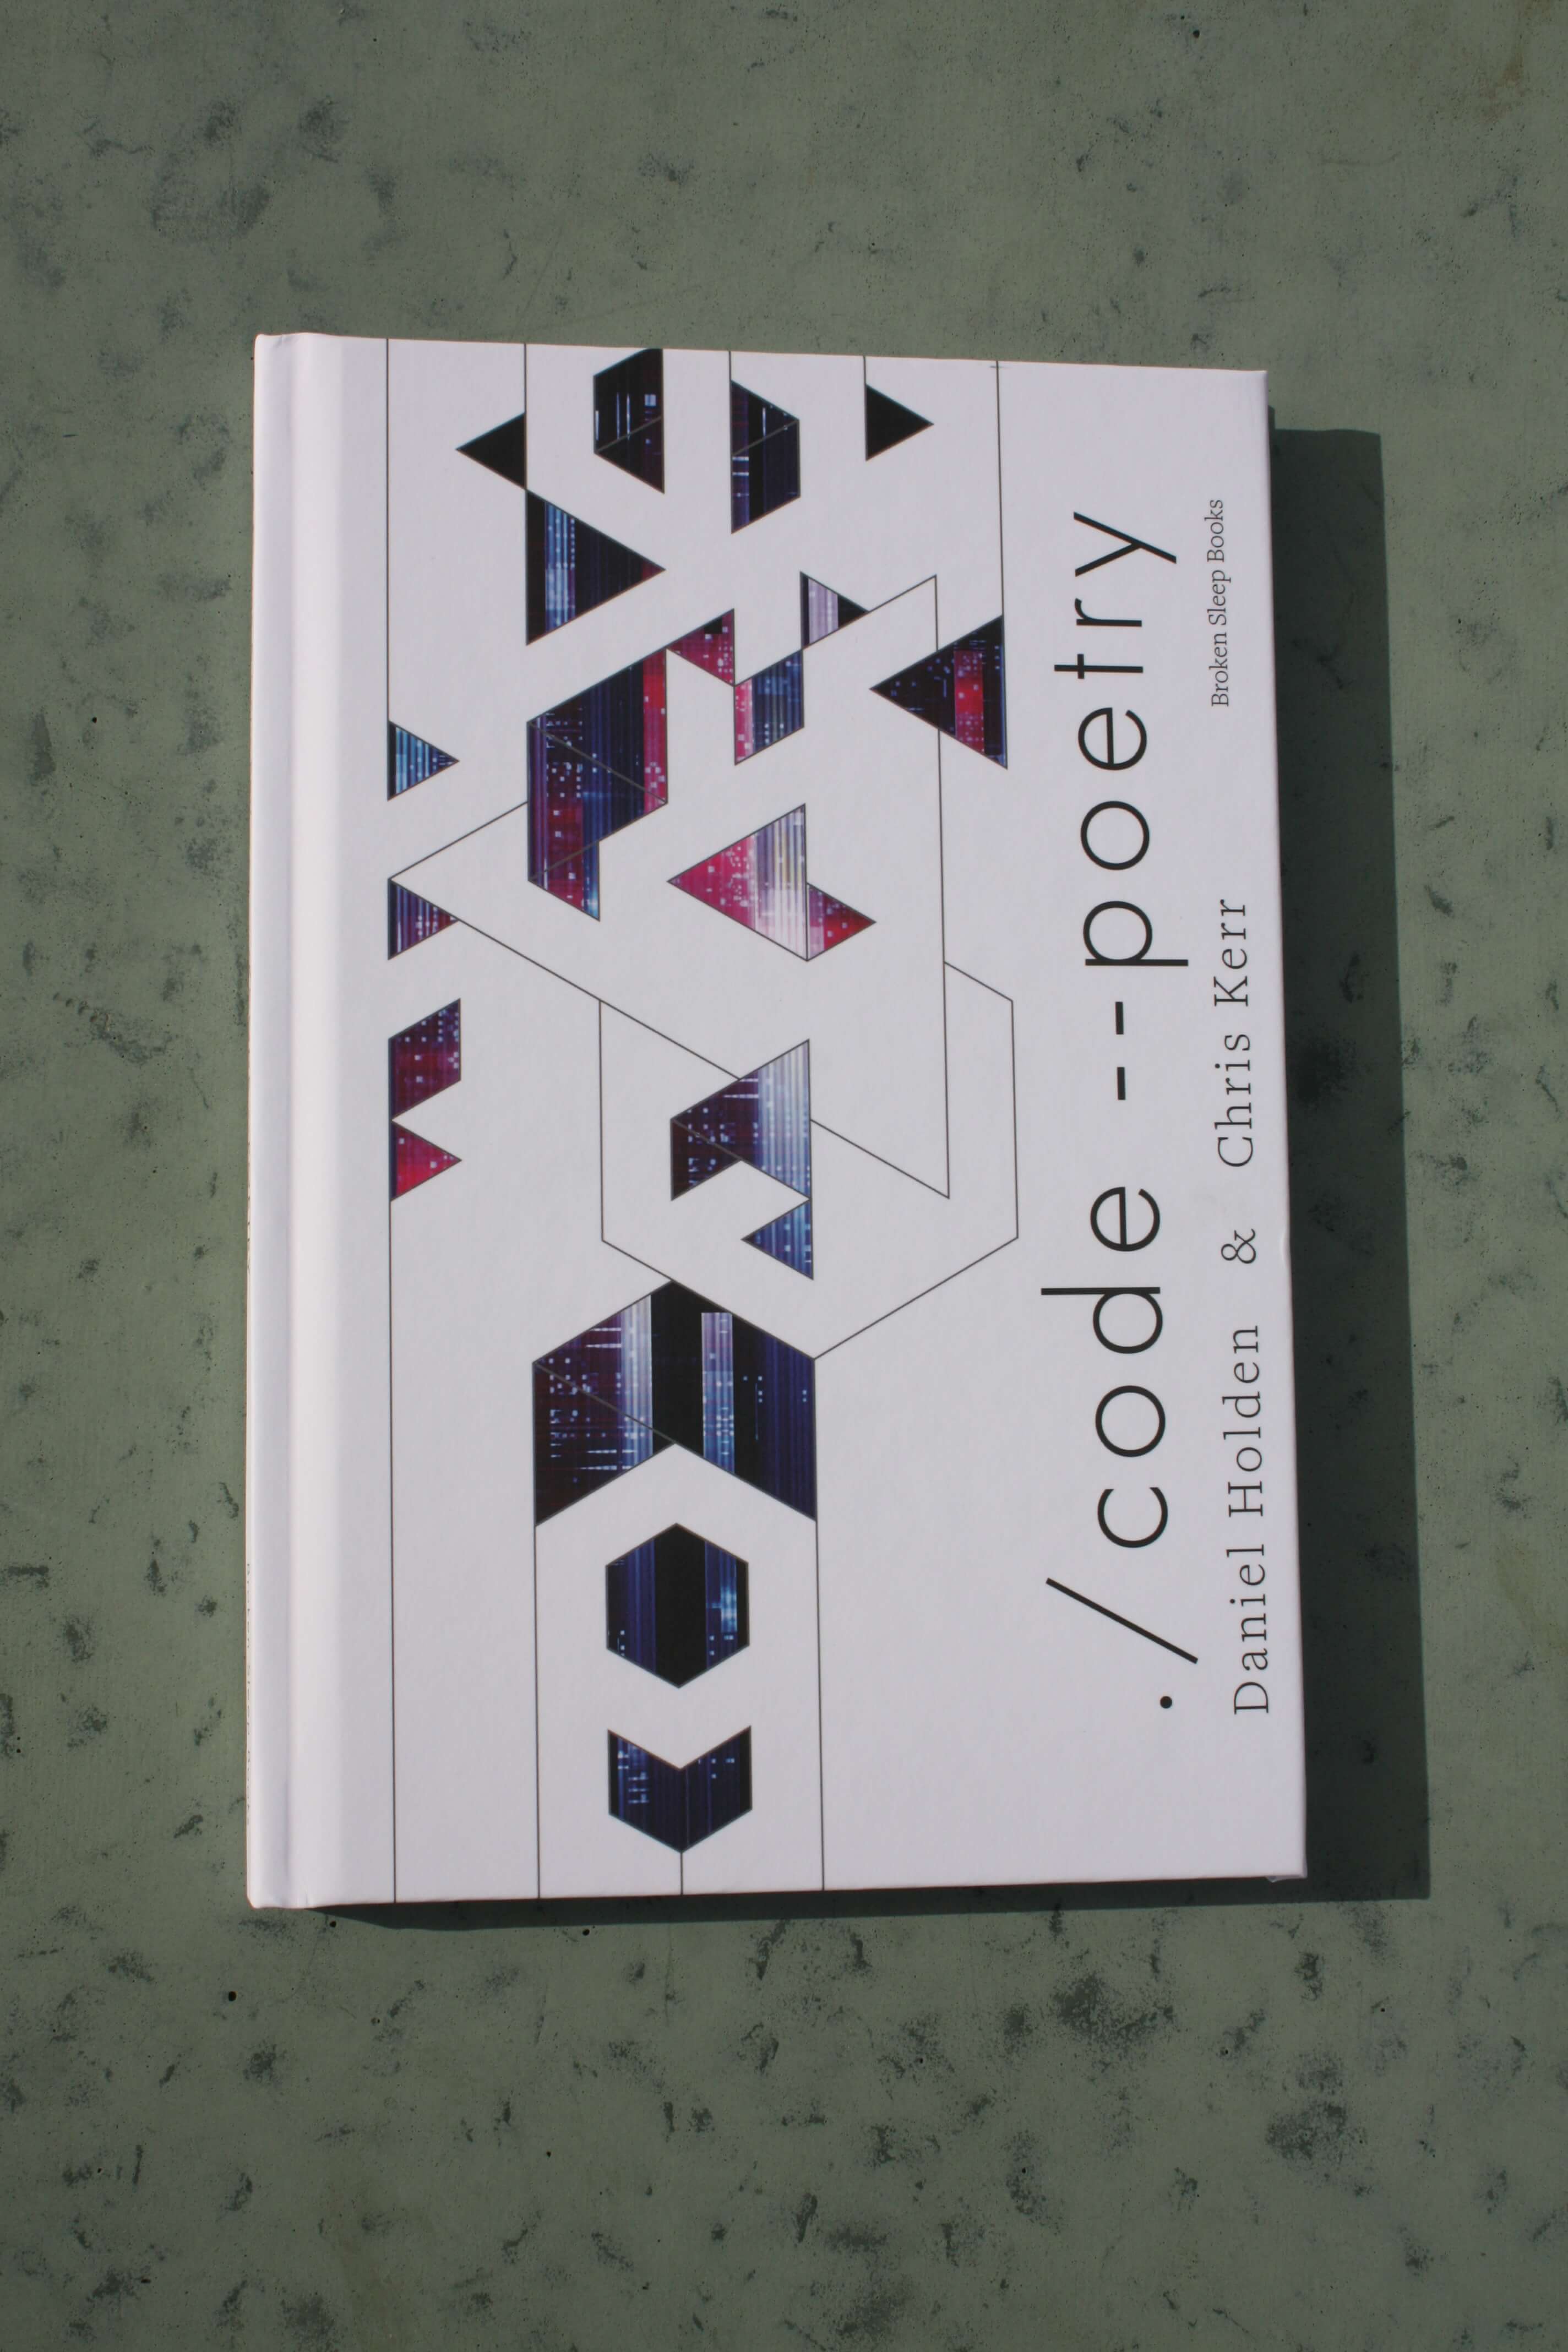 ./ code --poetry
Daniel Holden & Chris Kerr
Broken Sleep Books